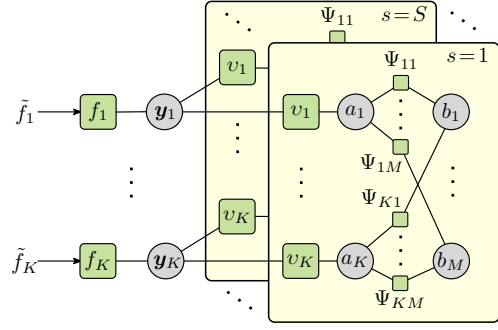 Ψ₁₁ s=S
Ψ₁₁ s=1
υ₁
f̃₁ f₁ y₁ υ₁ a₁ b₁
Ψ₁M
ΨK₁
υK
f̃K fK yK υK aK bM
ΨKM